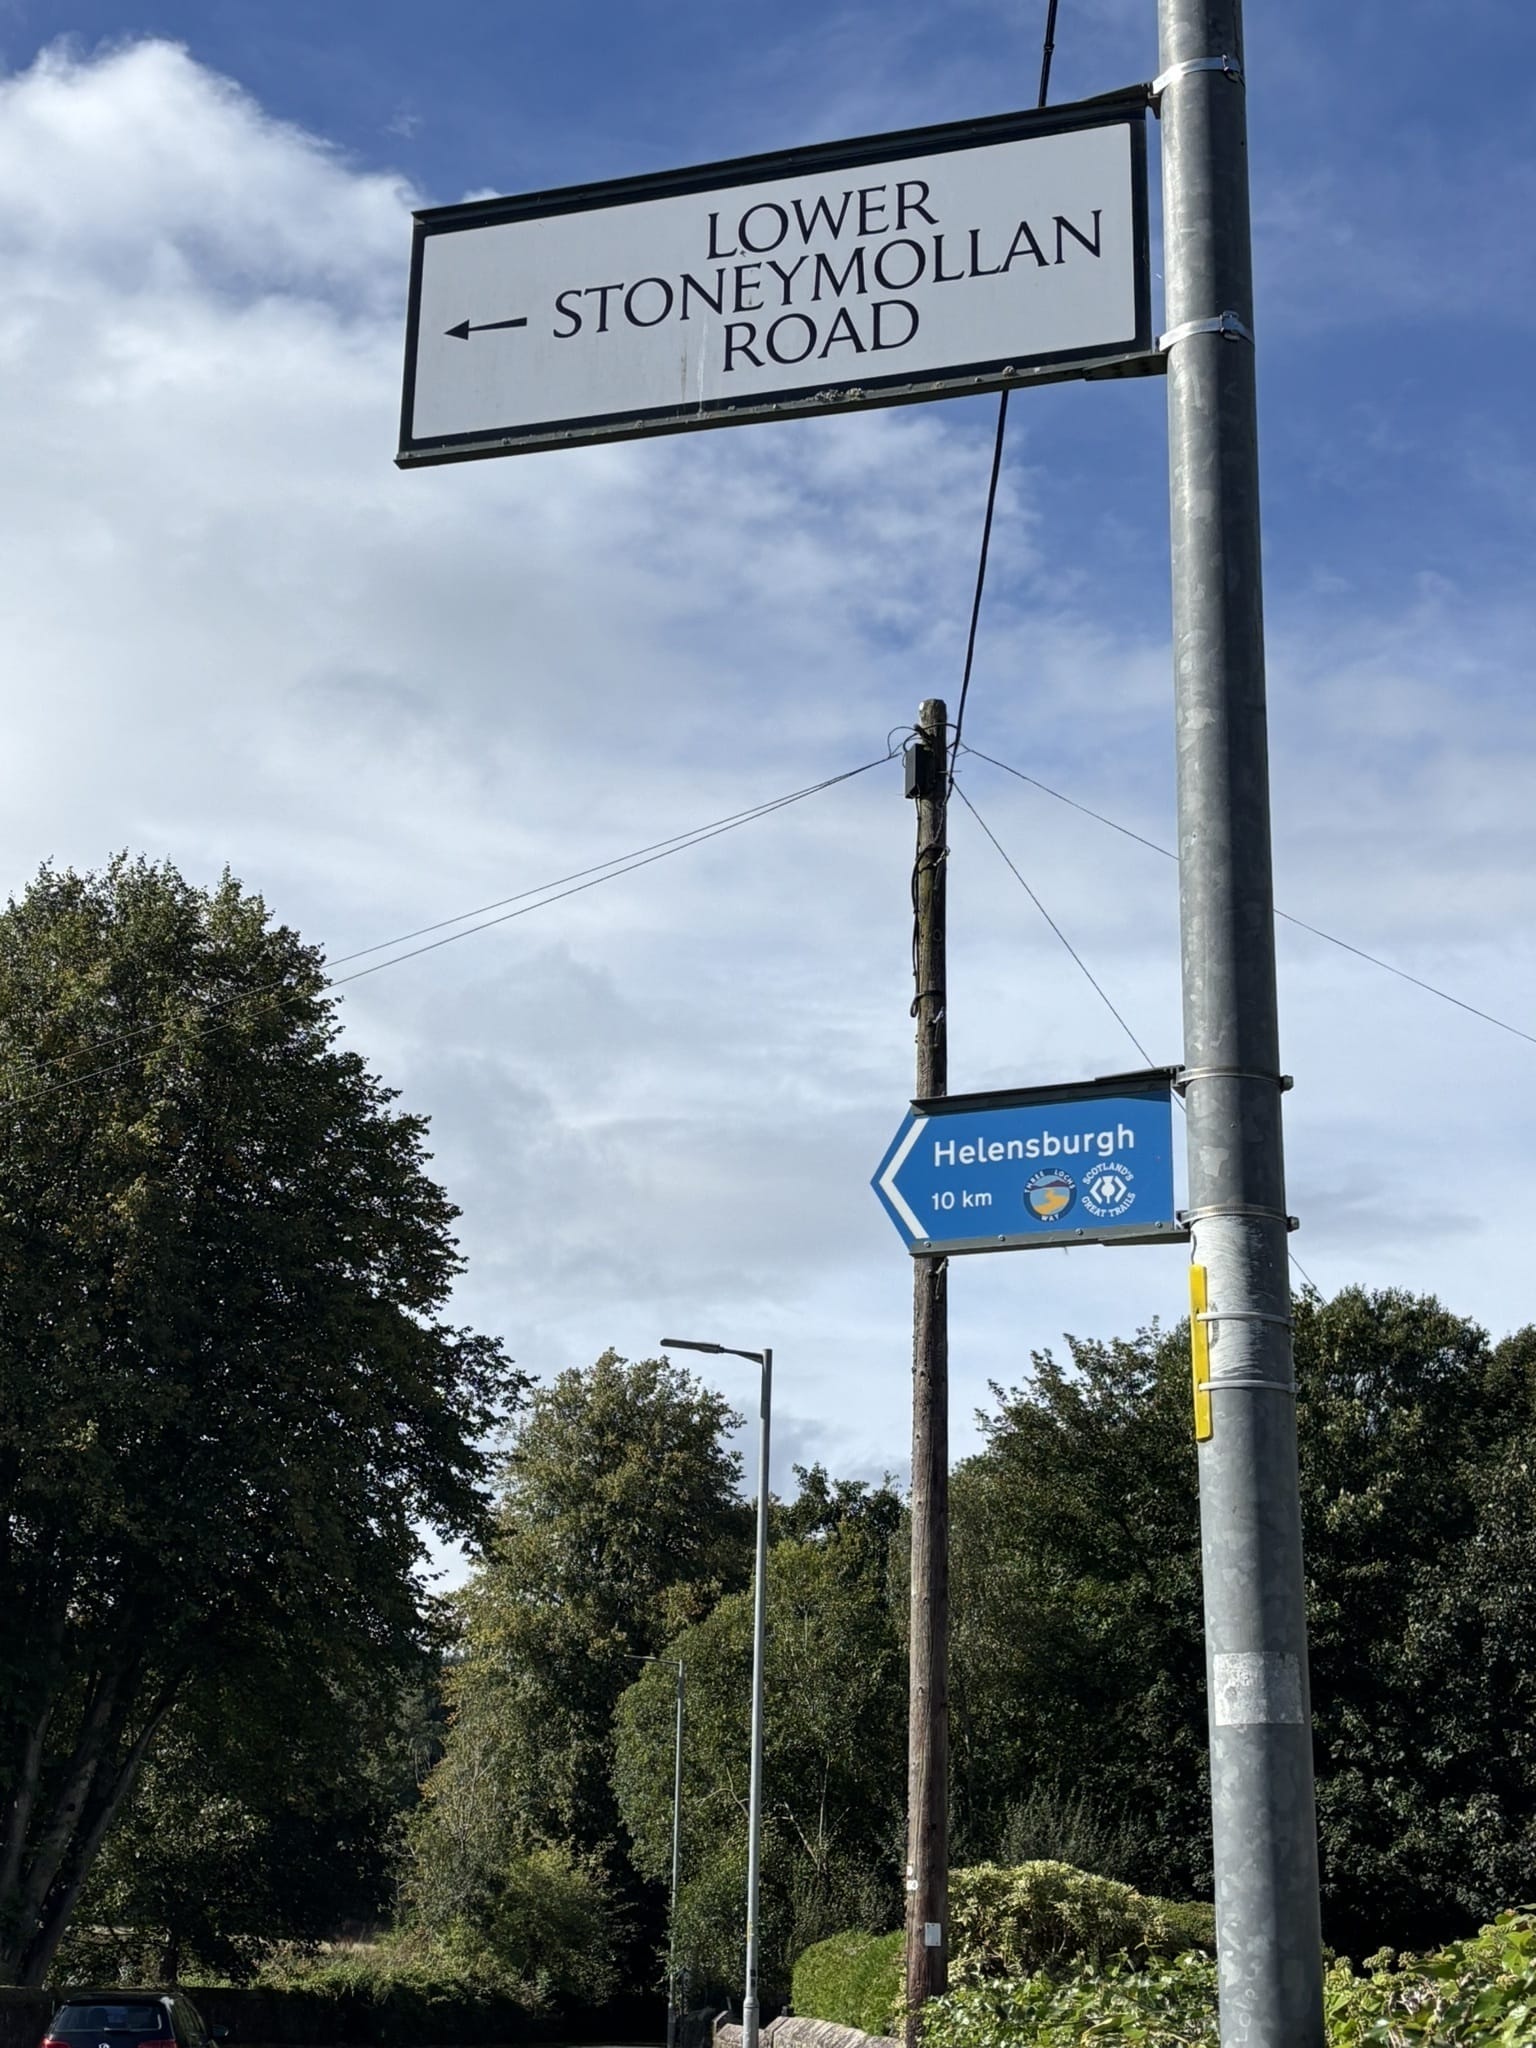 LOWER
STONEYMOLLAN
ROAD
Helensburgh
10 km
THREE LOCHS
WAY
SCOTLAND'S
GREAT TRAILS